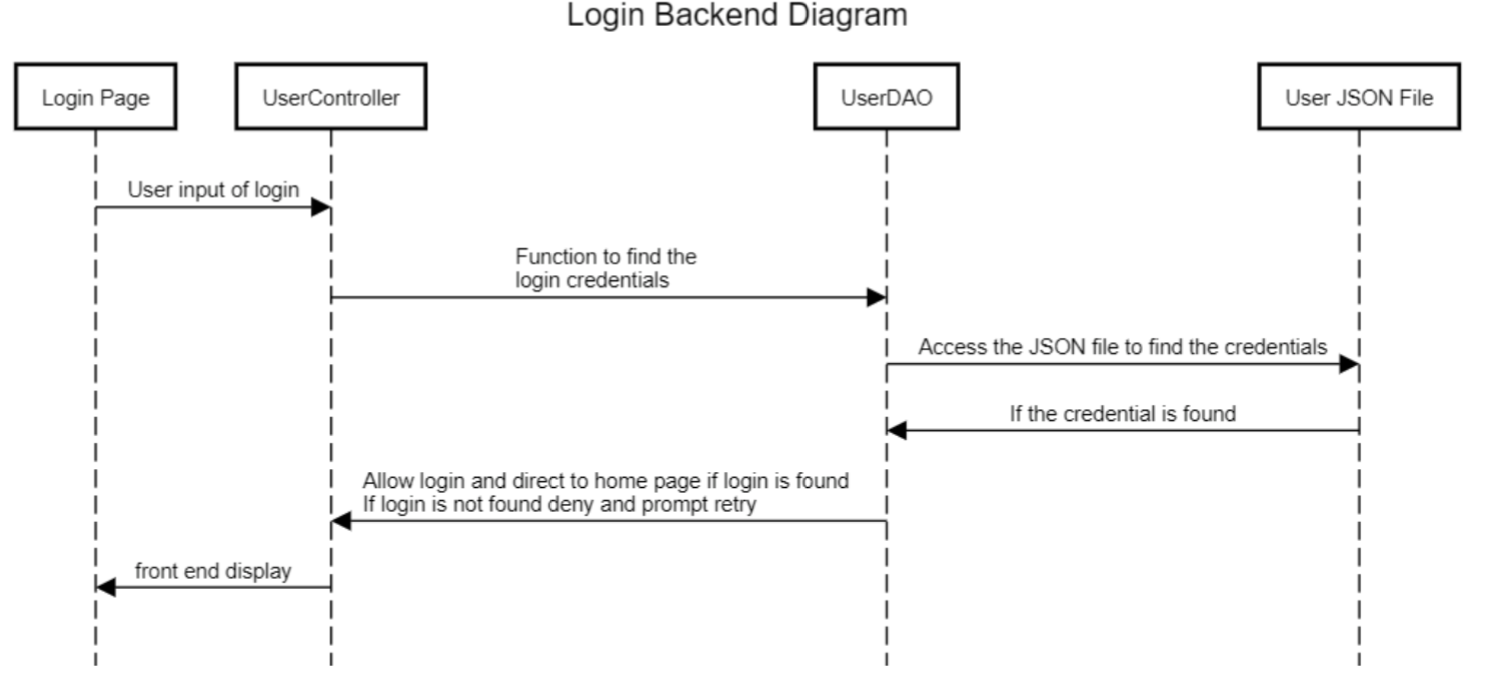 Login Backend Diagram
Login Page
UserController
UserDAO
User JSON File
User input of login
Function to find the
login credentials
Access the JSON file to find the credentials
If the credential is found
Allow login and direct to home page if login is found
If login is not found deny and prompt retry
front end display